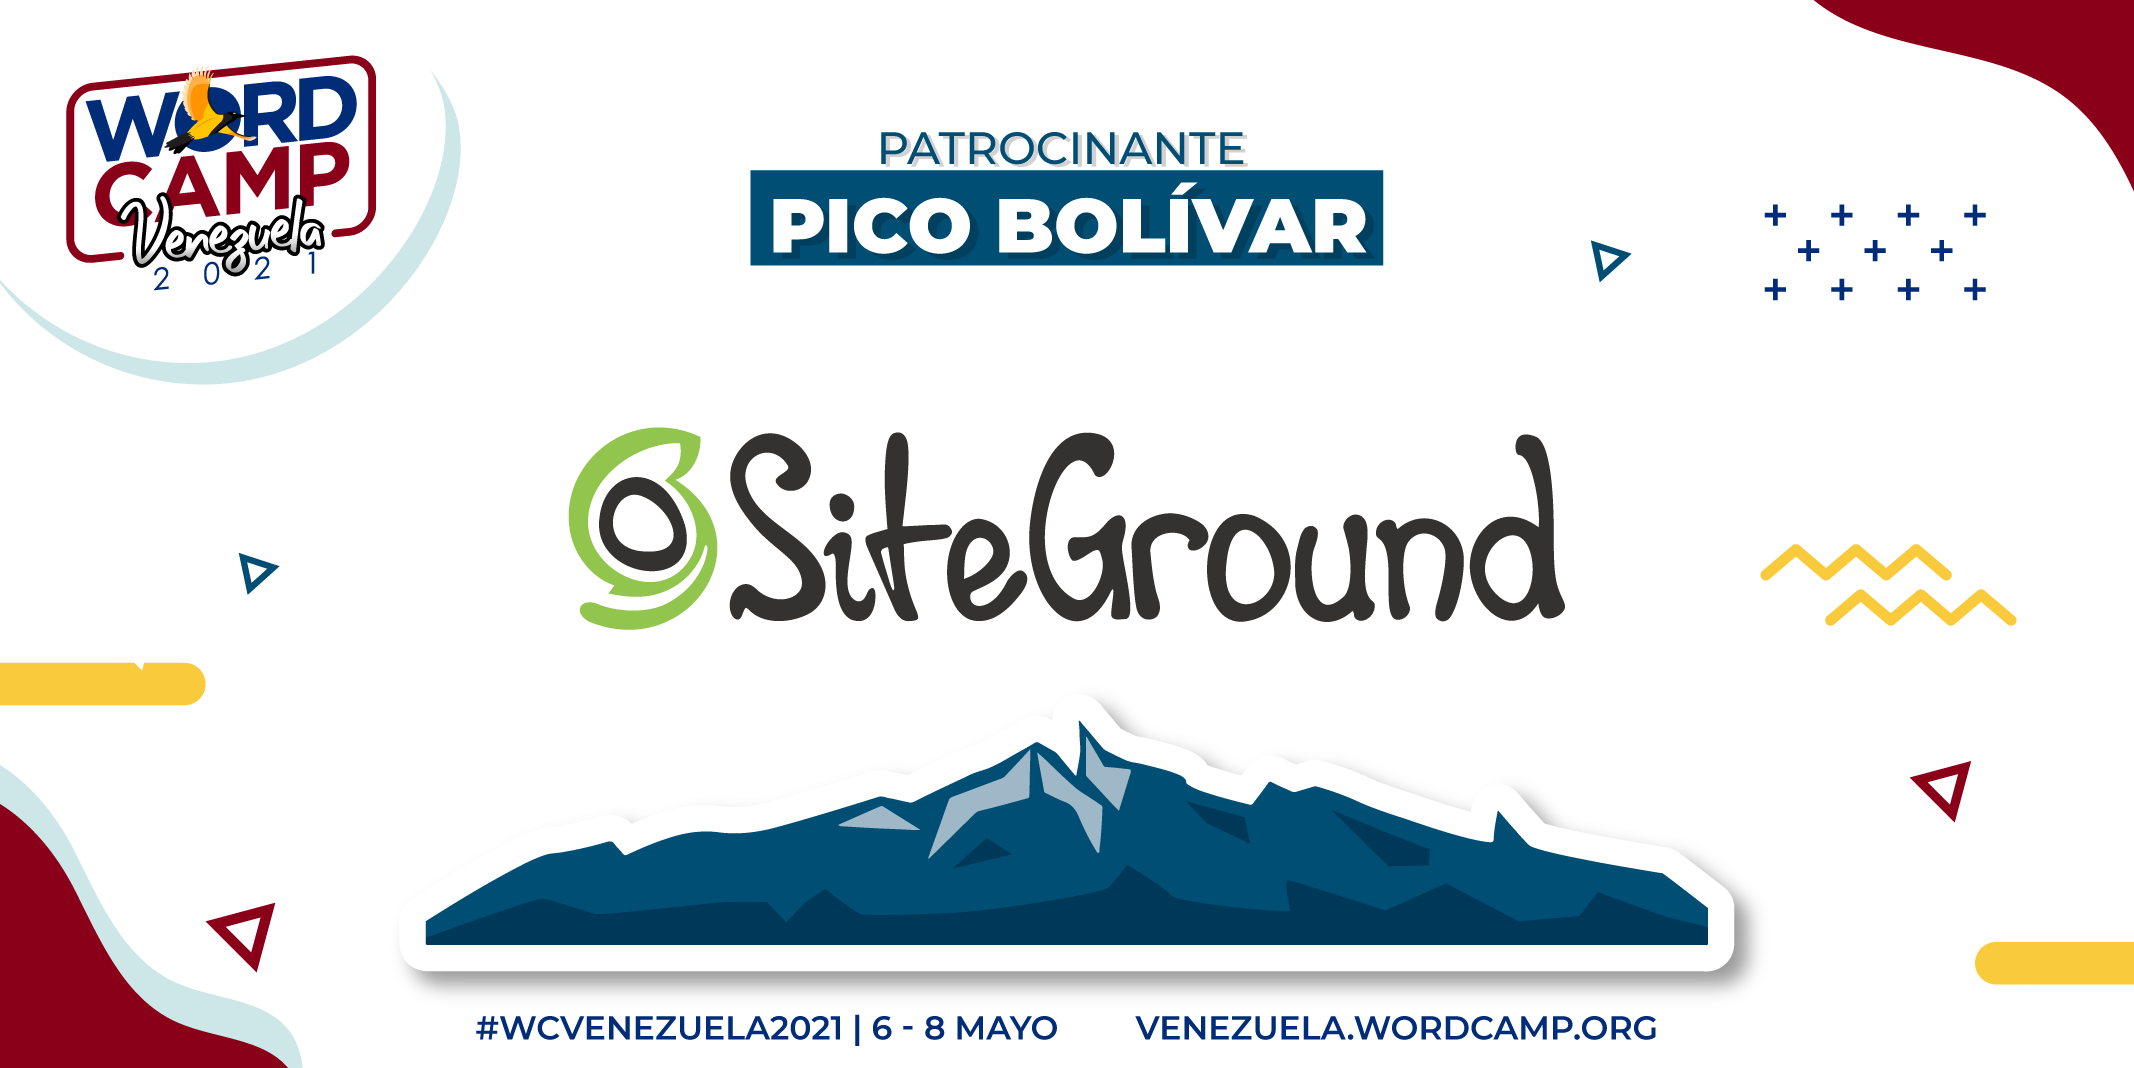 WORD
CAMP
Venezuela
2021
PATROCINANTE
PICO BOLÍVAR
SiteGround
#WCVENEZUELA2021 | 6 - 8 MAYO
VENEZUELA.WORDCAMP.ORG